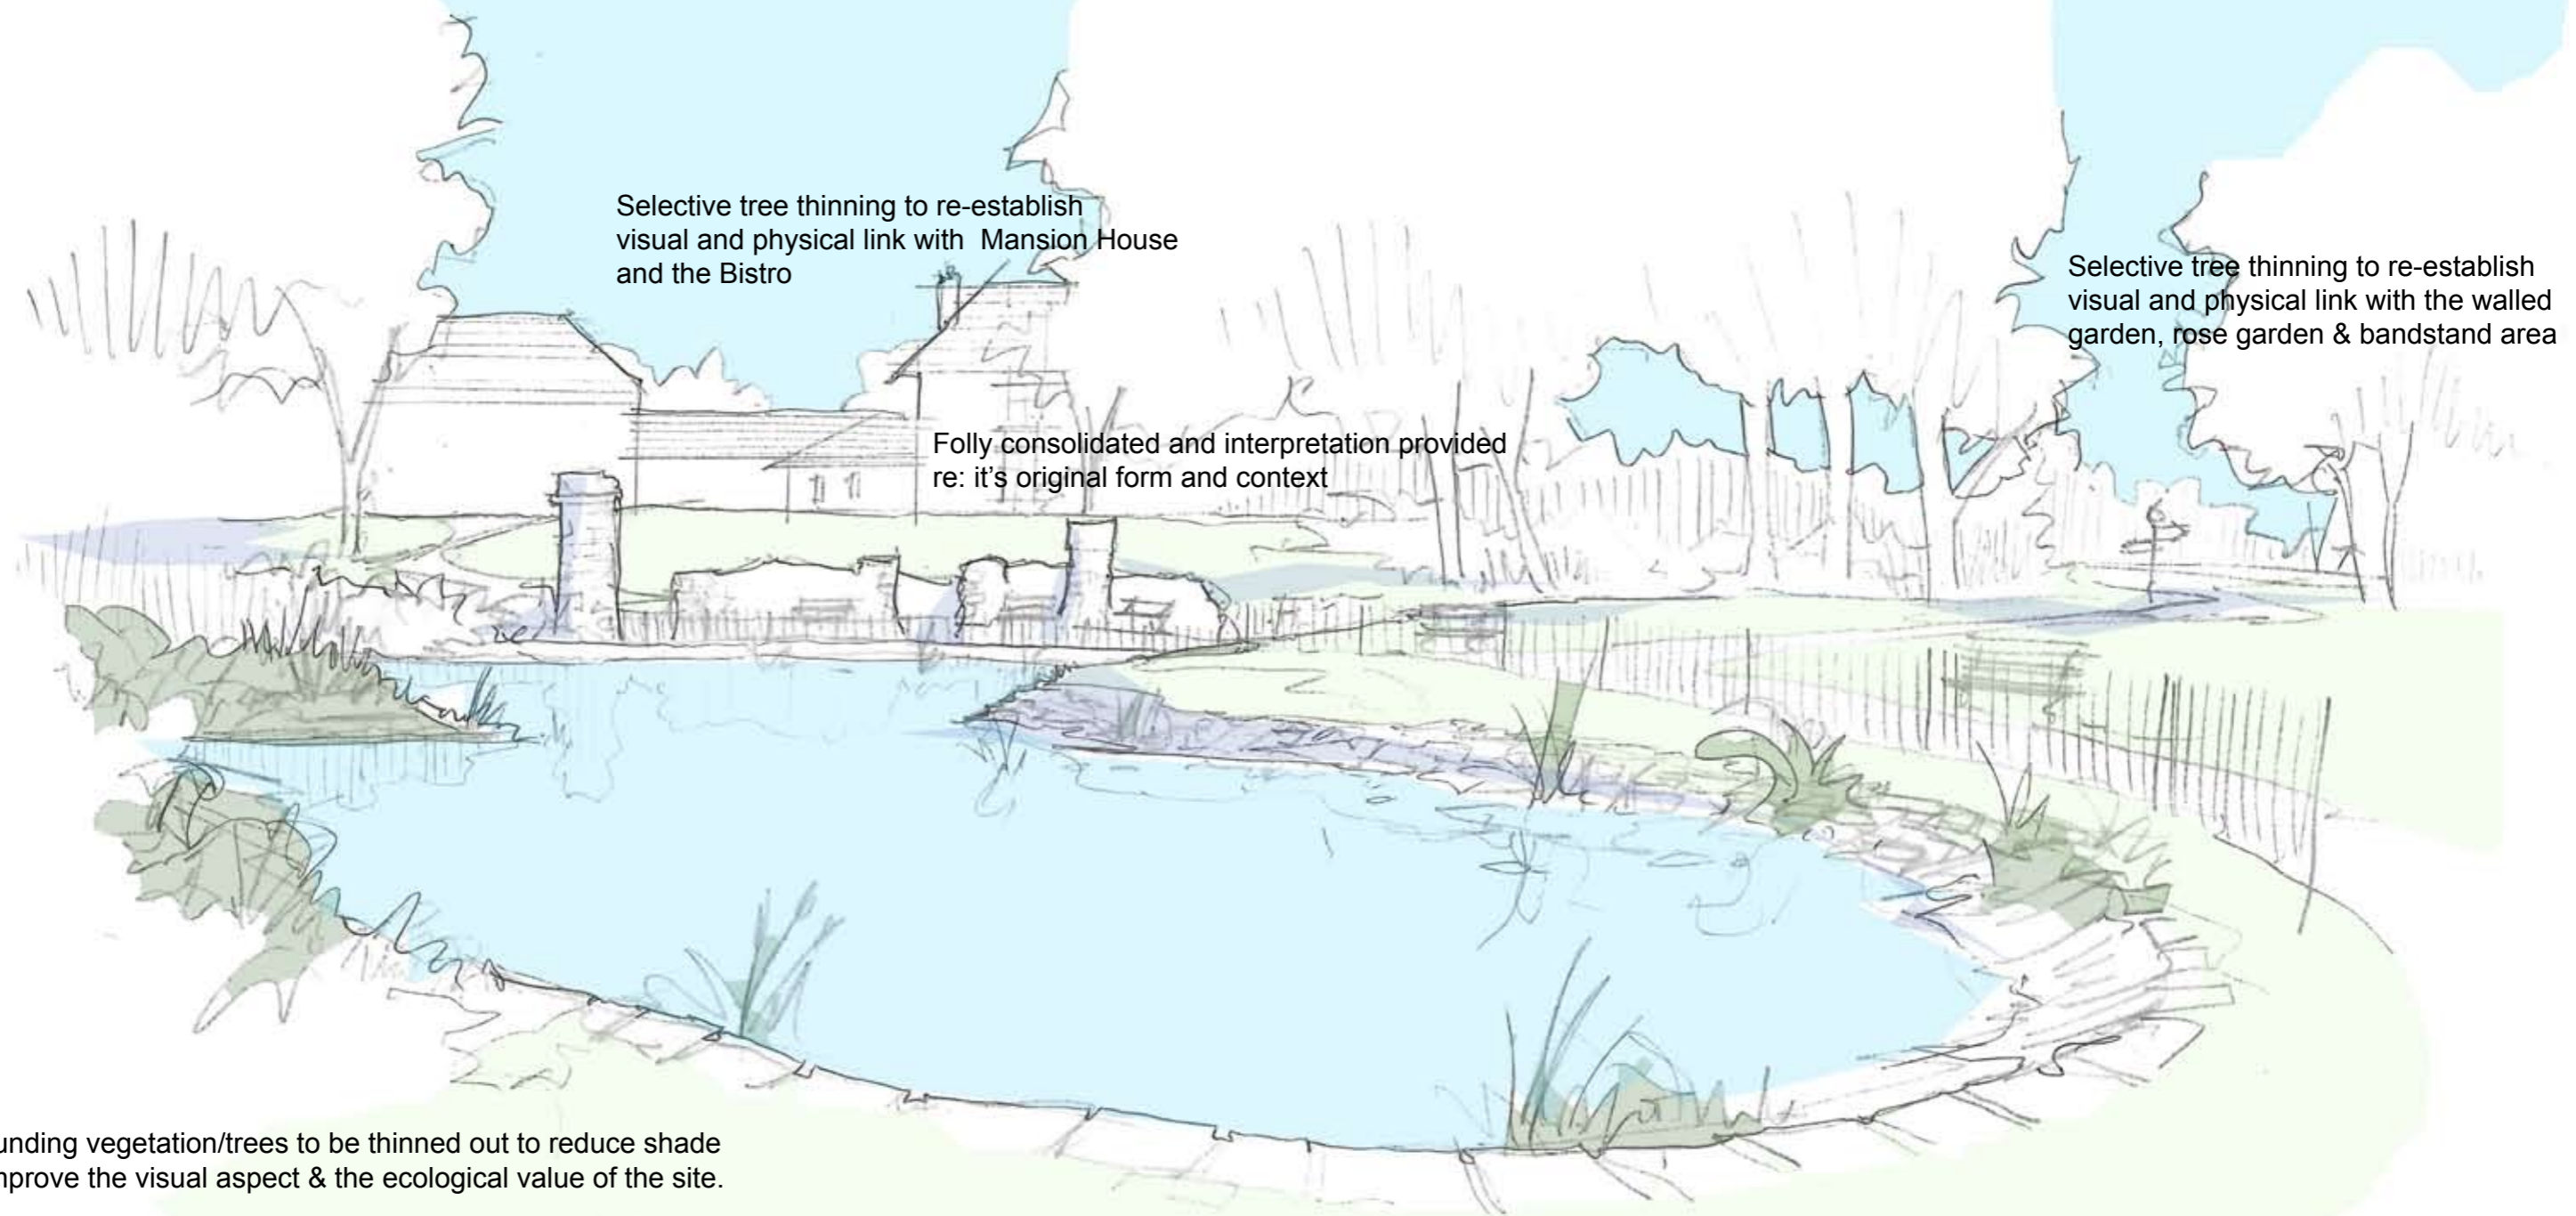 Selective tree thinning to re-establish
visual and physical link with  Mansion House
and the Bistro
Selective tree thinning to re-establish
visual and physical link with the walled
garden, rose garden & bandstand area
Folly consolidated and interpretation provided
re: it's original form and context
unding vegetation/trees to be thinned out to reduce shade
prove the visual aspect & the ecological value of the site.